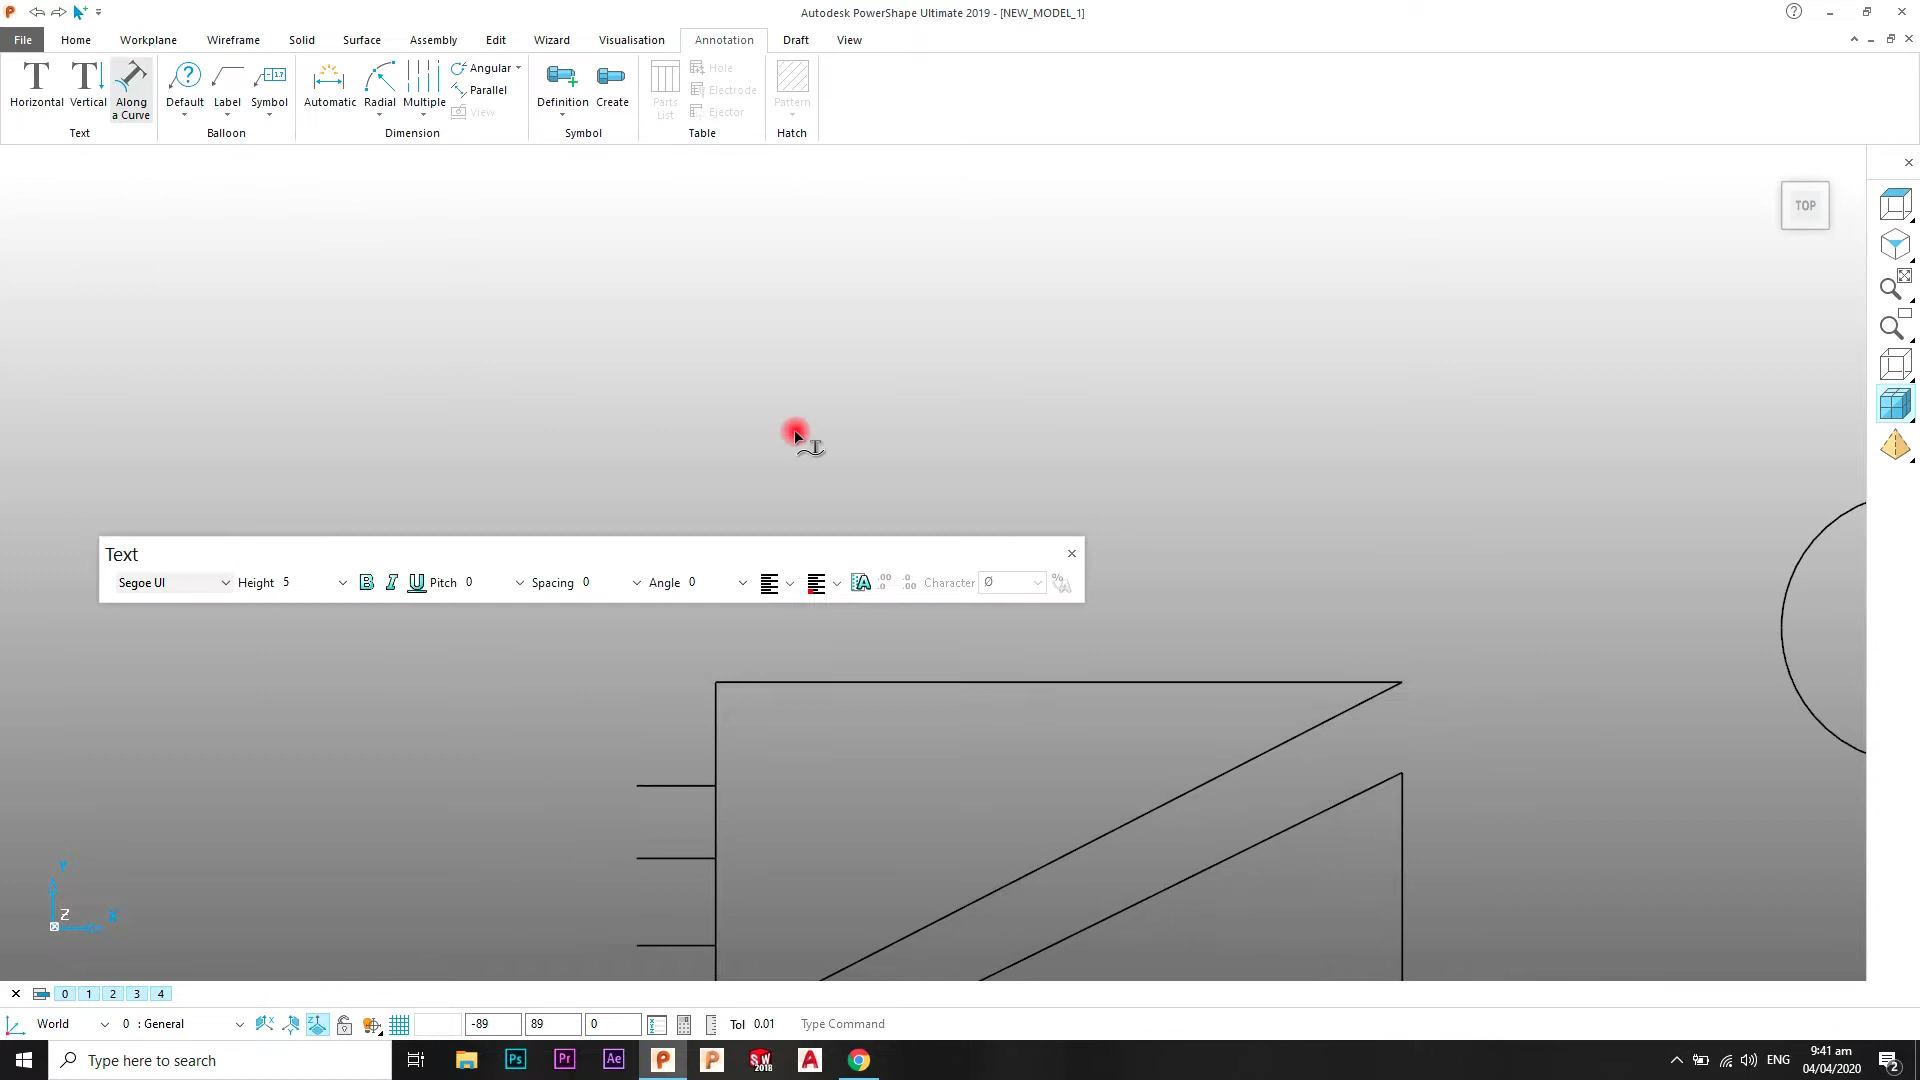 Autodesk PowerShape Ultimate 2019 - [NEW_MODEL_1]
File Home Workplane Wireframe Solid Surface Assembly Edit Wizard Visualisation Annotation Draft View
Horizontal Vertical Along a Curve
Text
Default Label Symbol
Balloon
Automatic Radial Multiple
Angular
Parallel
View
Dimension
Definition Create
Symbol
Parts List
Hole
Electrode
Ejector
Table
Pattern
Hatch
TOP
Text
Segoe UI Height 5 B I U Pitch 0 Spacing 0 Angle 0 Character Ø
Y
Z X
0 1 2 3 4
World 0 : General -89 89 0 Tol 0.01 Type Command
Type here to search
Ps Pr Ae P P SW 2018 A
ENG
9:41 am
04/04/2020
2